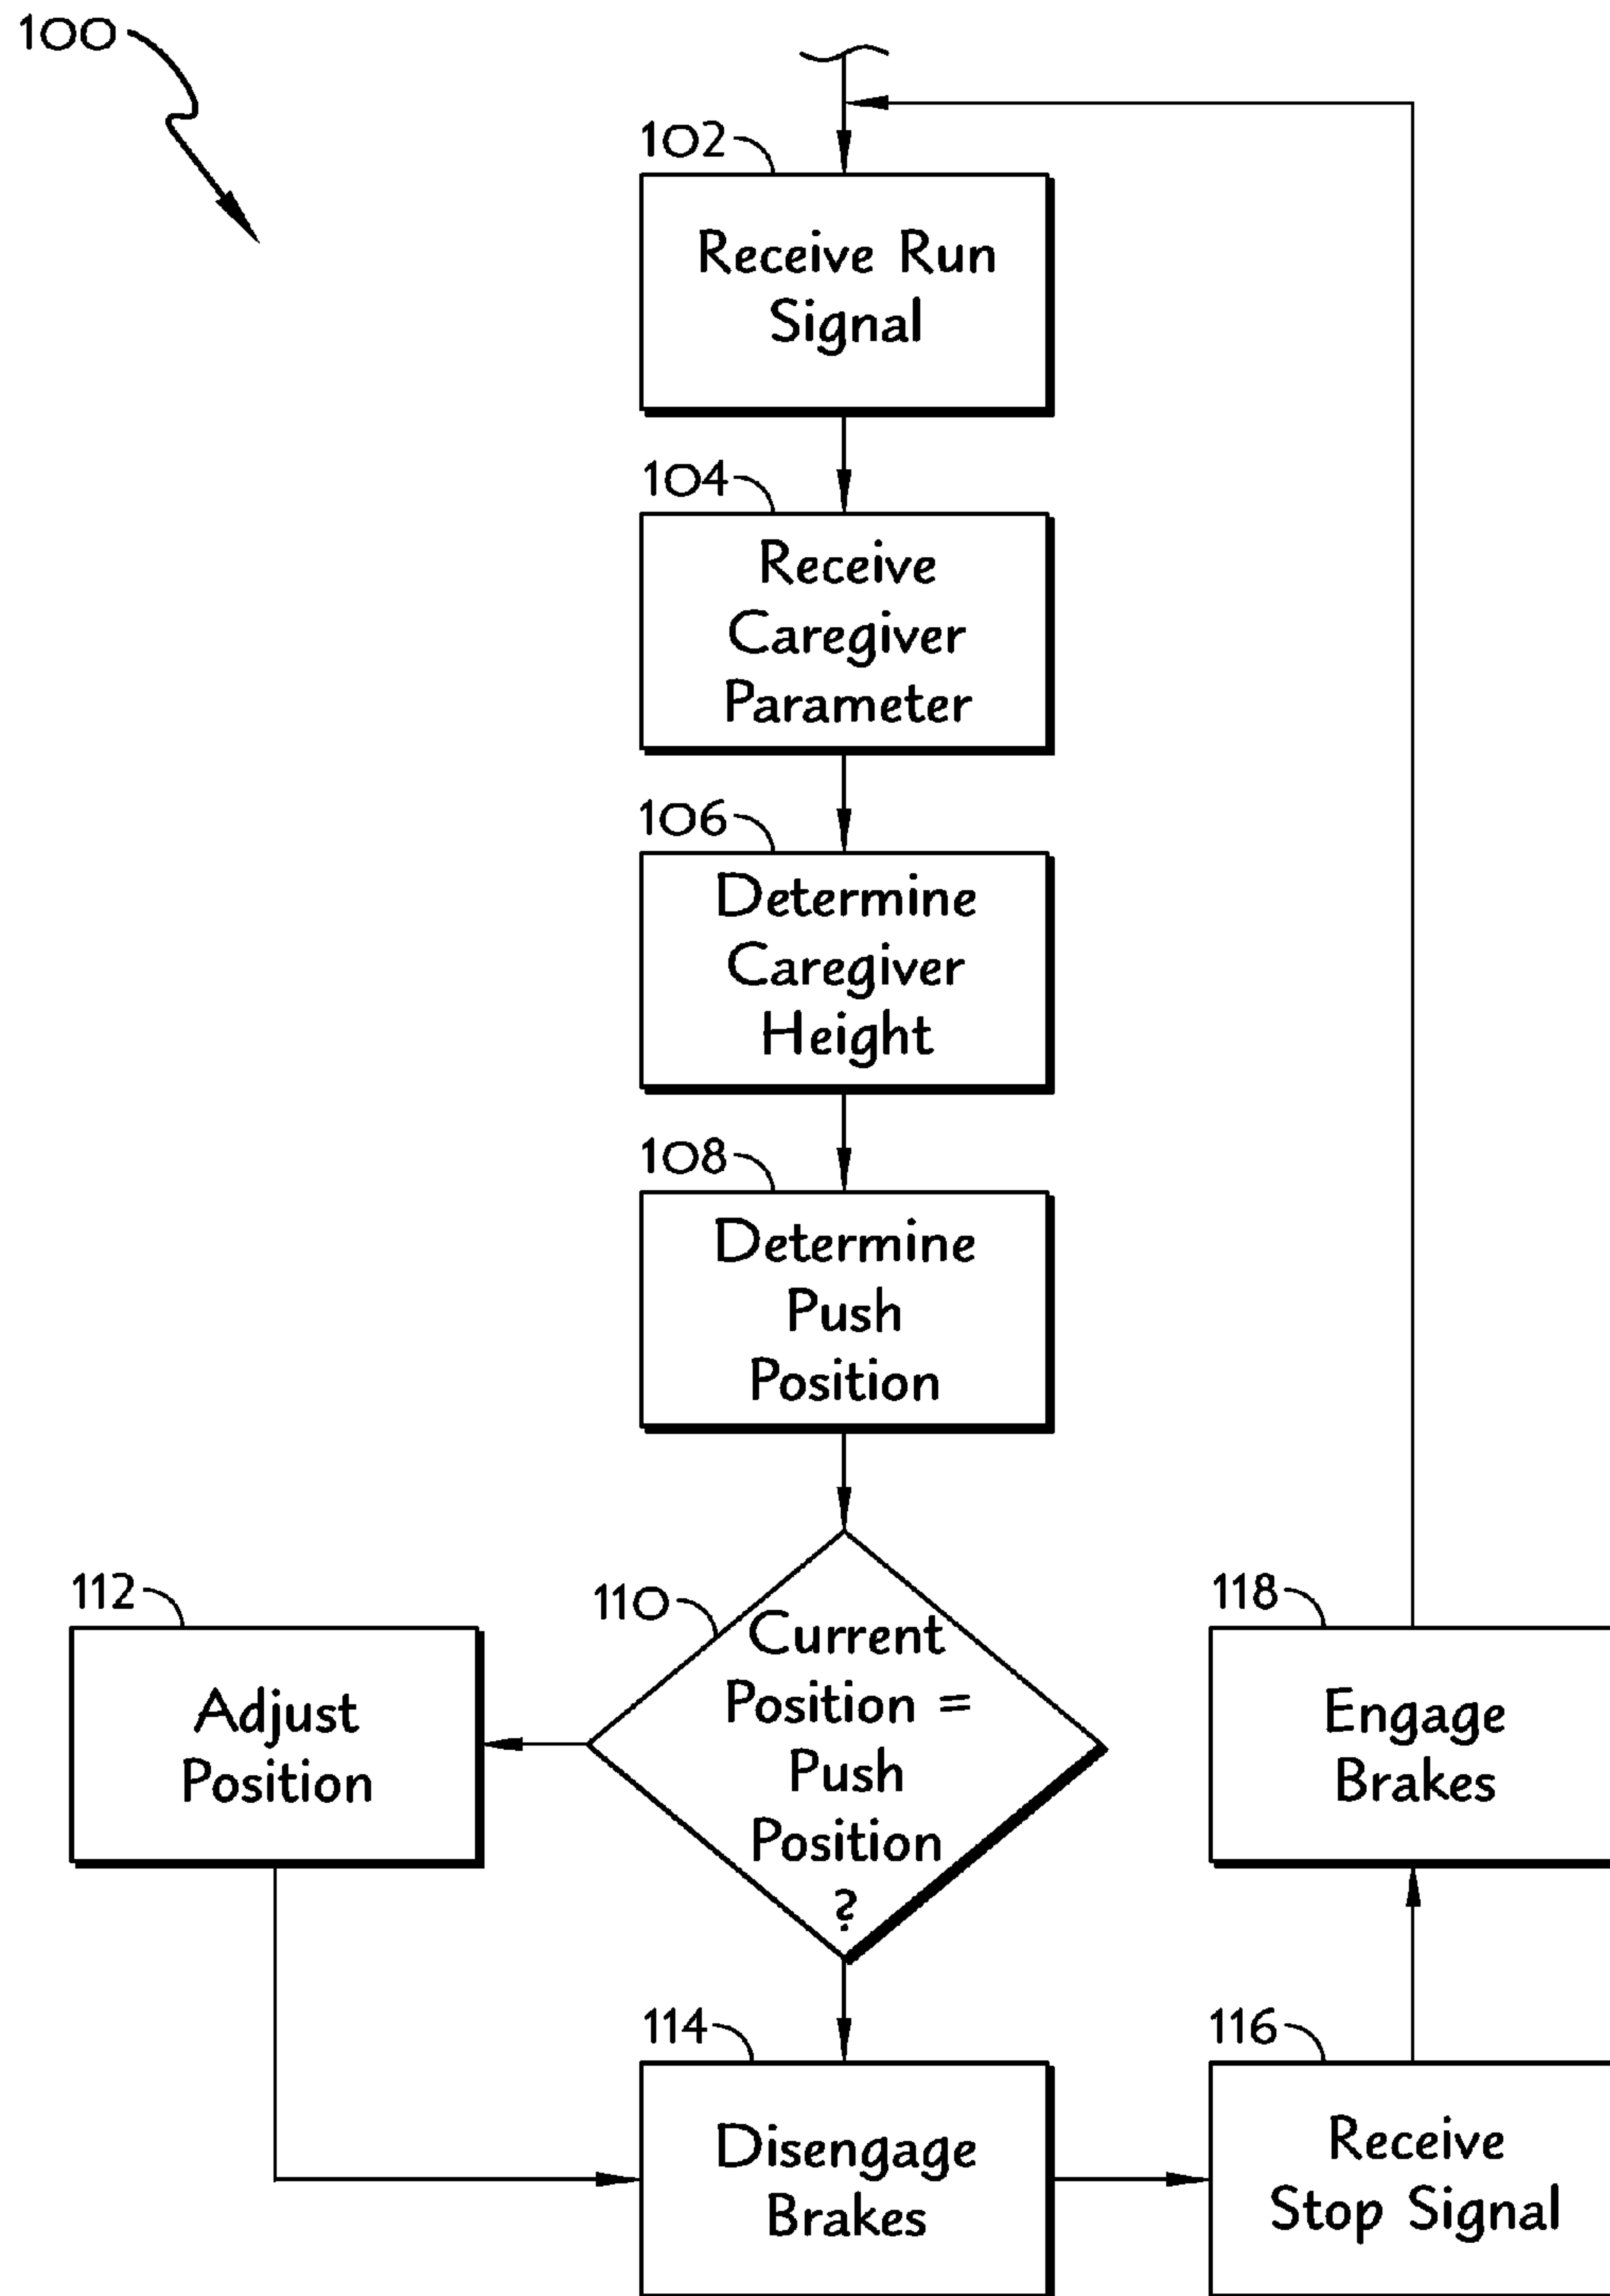 100
102
Receive Run
Signal
104
Receive
Caregiver
Parameter
106
Determine
Caregiver
Height
108
Determine
Push
Position
110
Current
Position =
Push
Position
?
112
Adjust
Position
114
Disengage
Brakes
116
Receive
Stop Signal
118
Engage
Brakes